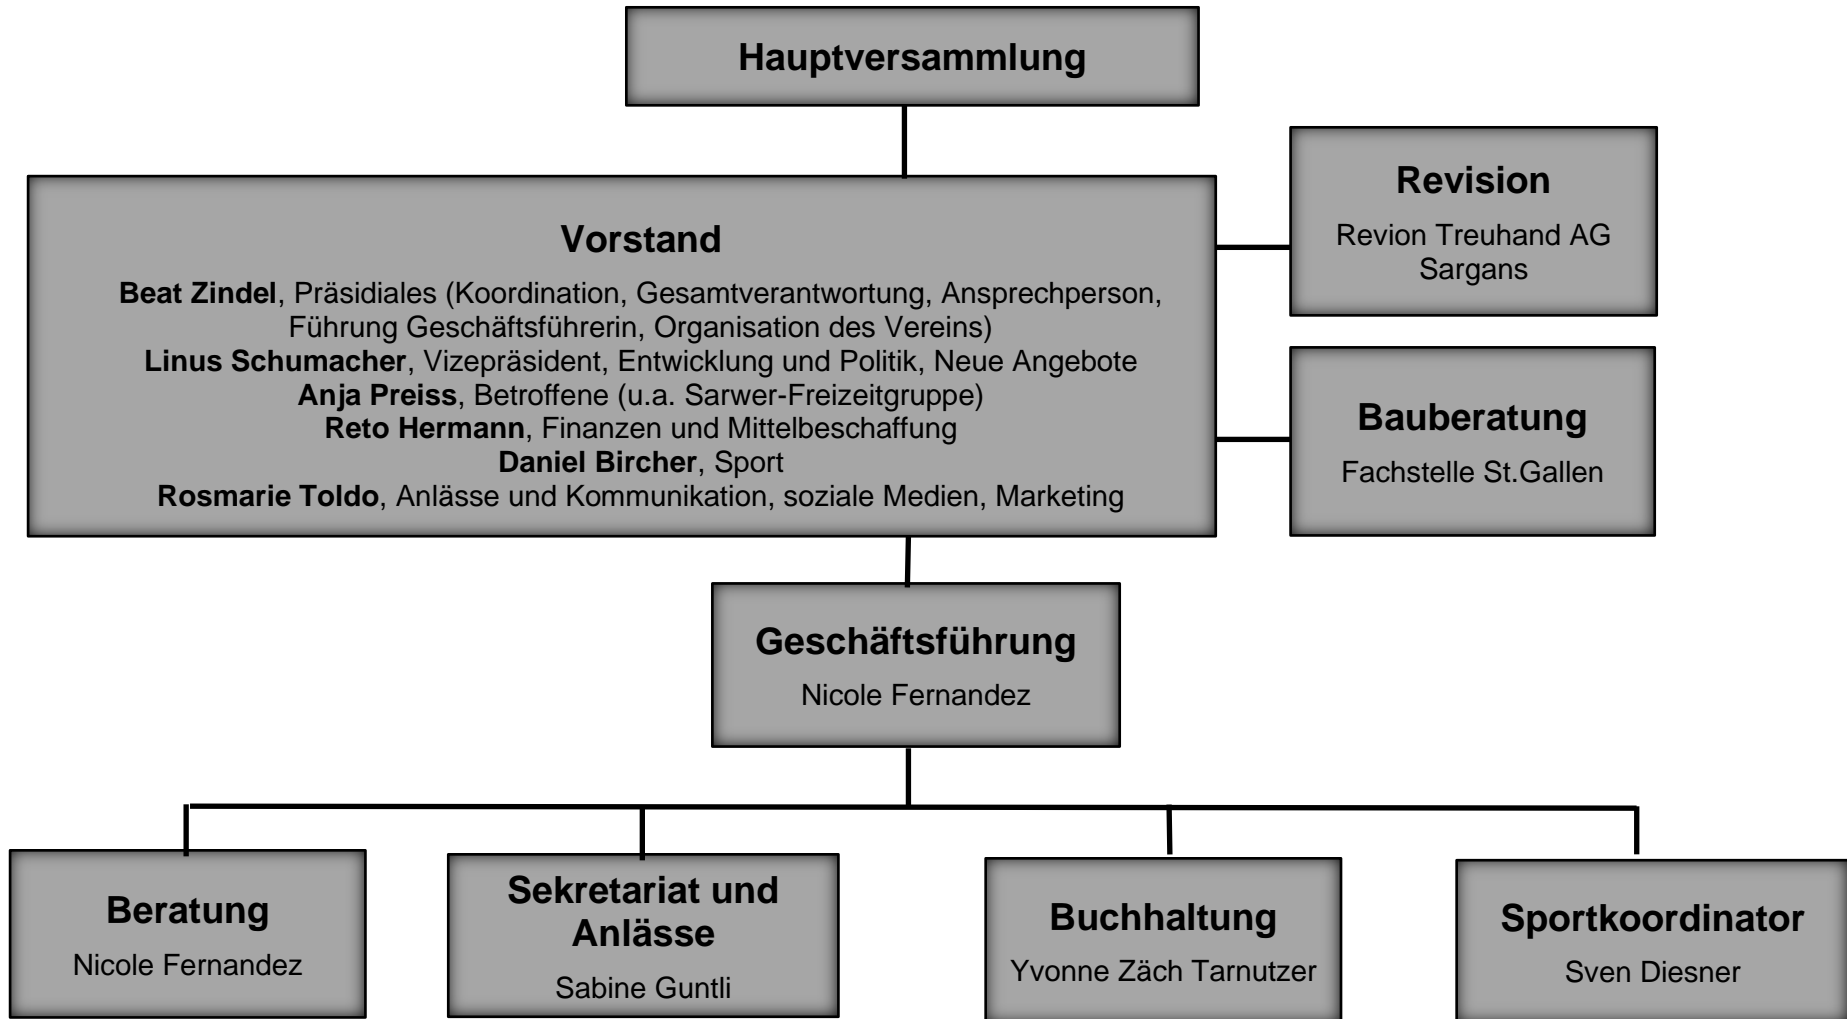 Hauptversammlung
Revision
Revion Treuhand AG
Sargans
Vorstand
Beat Zindel, Präsidiales (Koordination, Gesamtverantwortung, Ansprechperson,
Führung Geschäftsführerin, Organisation des Vereins)
Linus Schumacher, Vizepräsident, Entwicklung und Politik, Neue Angebote
Anja Preiss, Betroffene (u.a. Sarwer-Freizeitgruppe)
Reto Hermann, Finanzen und Mittelbeschaffung
Daniel Bircher, Sport
Rosmarie Toldo, Anlässe und Kommunikation, soziale Medien, Marketing
Bauberatung
Fachstelle St.Gallen
Geschäftsführung
Nicole Fernandez
Beratung
Nicole Fernandez
Sekretariat und
Anlässe
Sabine Guntli
Buchhaltung
Yvonne Zäch Tarnutzer
Sportkoordinator
Sven Diesner